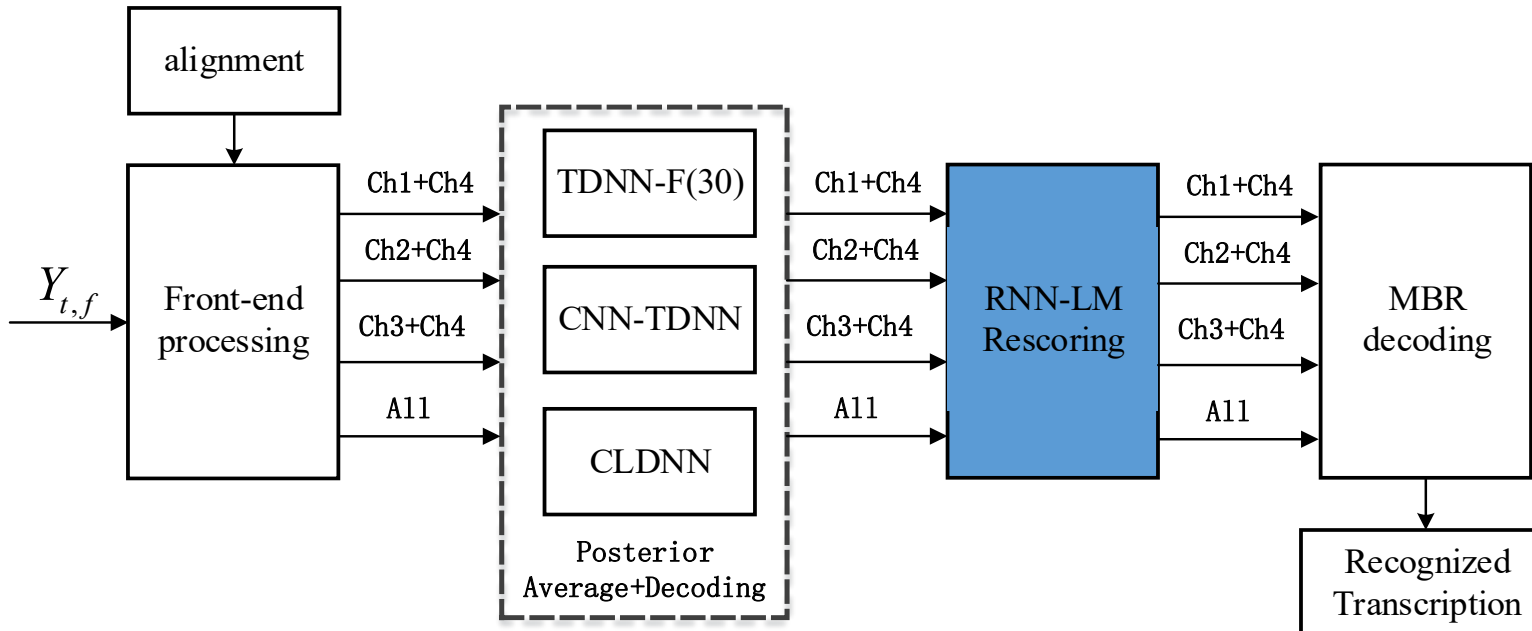 alignment
Y_{t,f}
Front-end
processing
Ch1+Ch4
Ch2+Ch4
Ch3+Ch4
All
TDNN-F(30)
CNN-TDNN
CLDNN
Posterior
Average+Decoding
Ch1+Ch4
Ch2+Ch4
Ch3+Ch4
All
RNN-LM
Rescoring
Ch1+Ch4
Ch2+Ch4
Ch3+Ch4
All
MBR
decoding
Recognized
Transcription